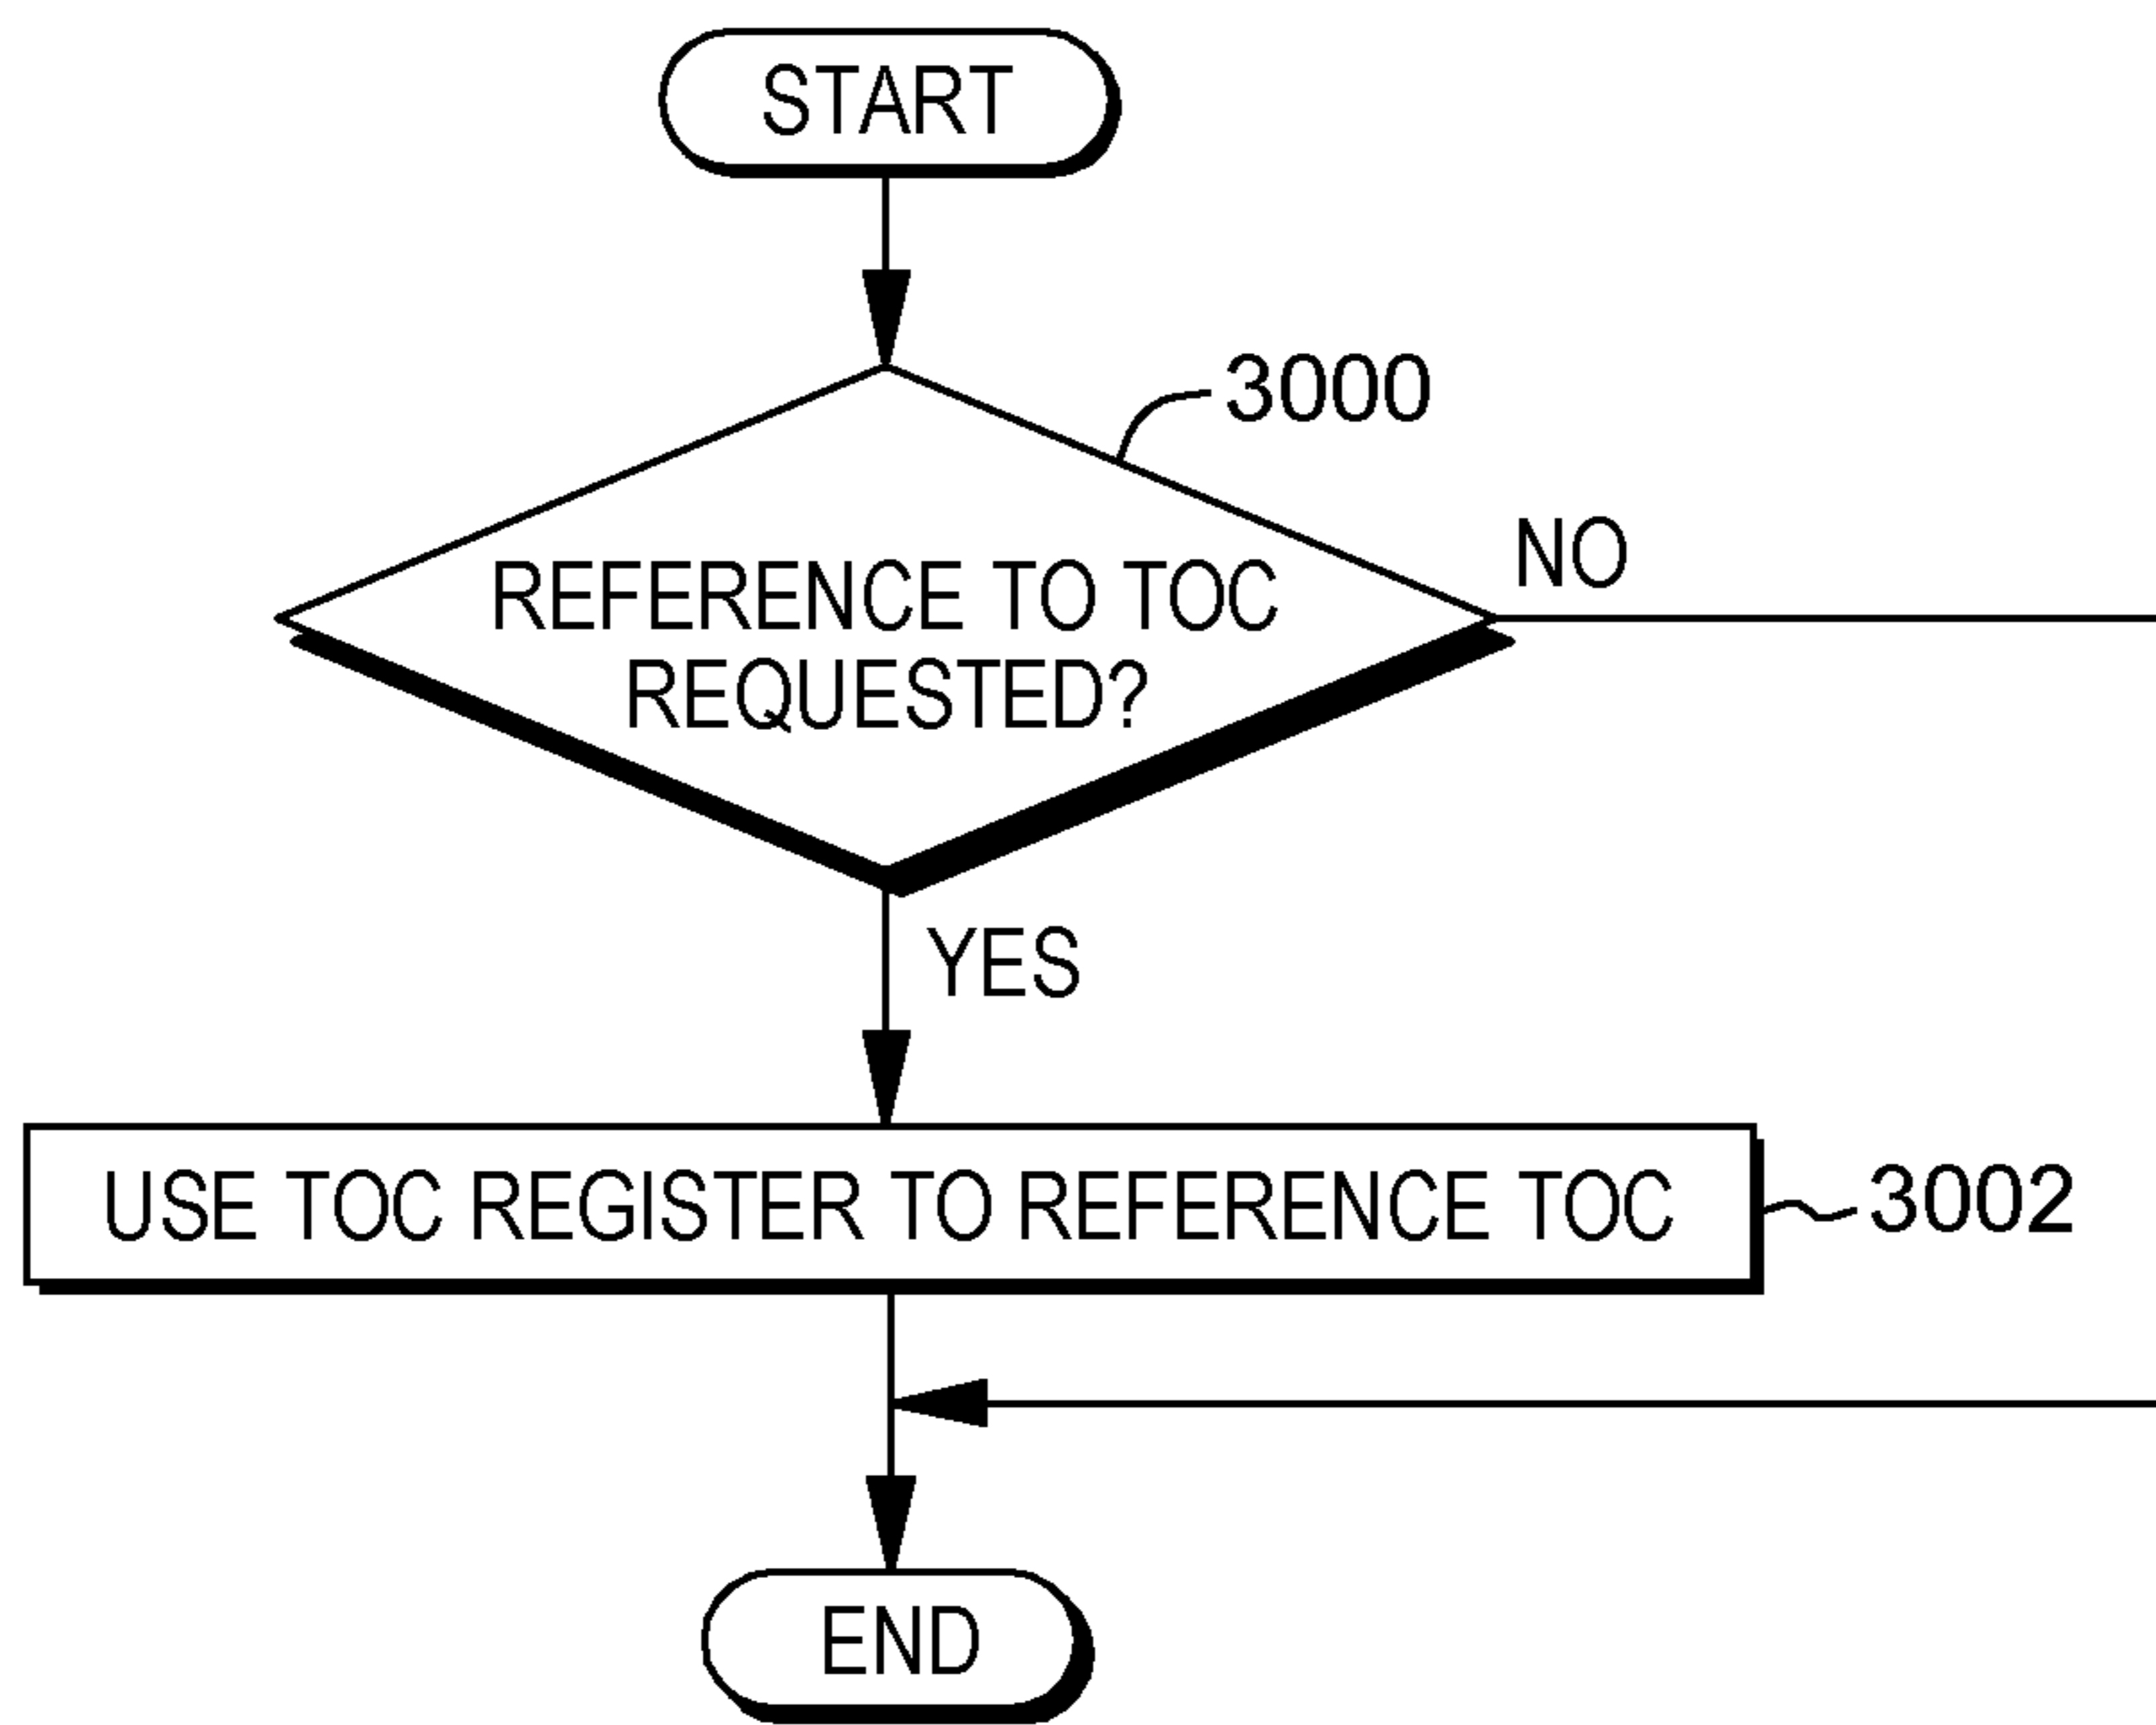 START
3000
NO
REFERENCE TO TOC
REQUESTED?
YES
USE TOC REGISTER TO REFERENCE TOC
3002
END